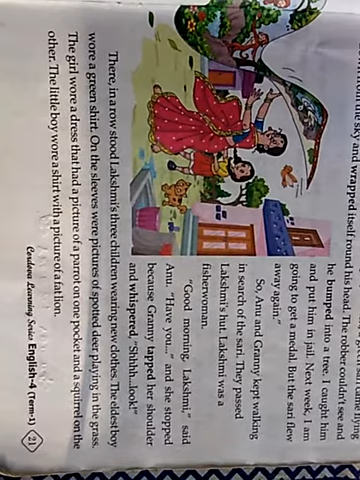 the sky and wrapped itself round his head. The robber couldn't see and
he bumped into a tree. I caught him
and put him in jail. Next week, I am
going to get a medal. But the sari flew
away again."
So, Anu and Granny kept walking
in search of the sari. They passed
Lakshmi's hut. Lakshmi was a
fisherwoman.
"Good morning, Lakshmi," said
Anu. "Have you..." and she stopped
because Granny tapped her shoulder
and whispered, "Shhhh...look!"
There, in a row stood Lakshmi's three children wearing new clothes. The eldest boy
wore a green shirt. On the sleeves were pictures of spotted deer playing in the grass.
The girl wore a dress that had a picture of a parrot on one pocket and a squirrel on the
other. The little boy wore a shirt with a picture of a fat lion.
Cordova Learning Series English-4 (Term-1) 21